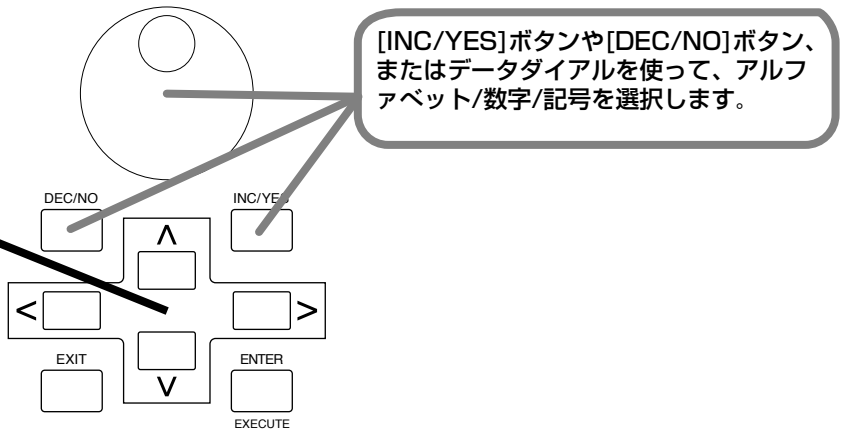 [INC/YES]ボタンや[DEC/NO]ボタン、
またはデータダイアルを使って、アルフ
ァベット/数字/記号を選択します。
DEC/NO
INC/YES
<
>
EXIT
ENTER
EXECUTE